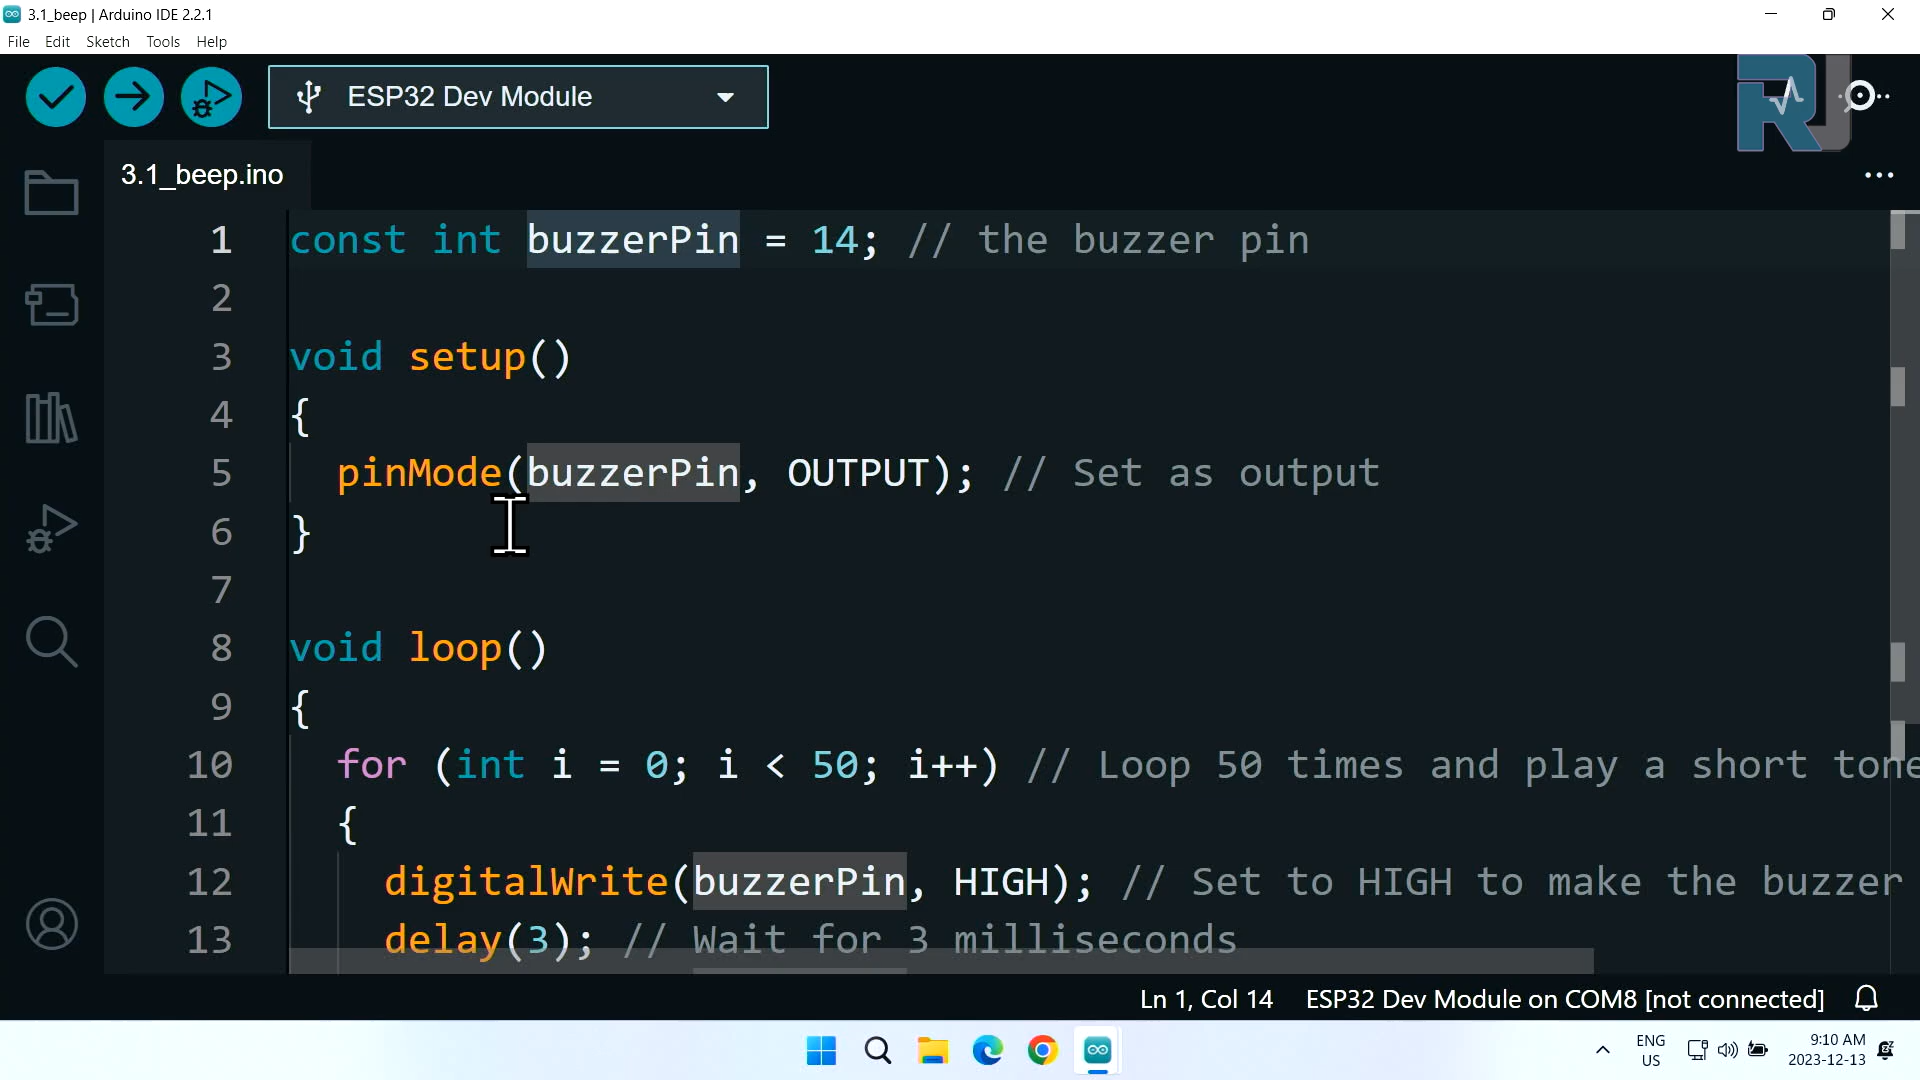 3.1_beep | Arduino IDE 2.2.1
File Edit Sketch Tools Help
ESP32 Dev Module
RJ
3.1_beep.ino
1 const int buzzerPin = 14; // the buzzer pin
2
3 void setup()
4 {
5 pinMode(buzzerPin, OUTPUT); // Set as output
6 }
7
8 void loop()
9 {
10 for (int i = 0; i < 50; i++) // Loop 50 times and play a short tone
11 {
12 digitalWrite(buzzerPin, HIGH); // Set to HIGH to make the buzzer
13 delay(3); // Wait for 3 milliseconds
Ln 1, Col 14 ESP32 Dev Module on COM8 [not connected]
ENG
US
9:10 AM
2023-12-13